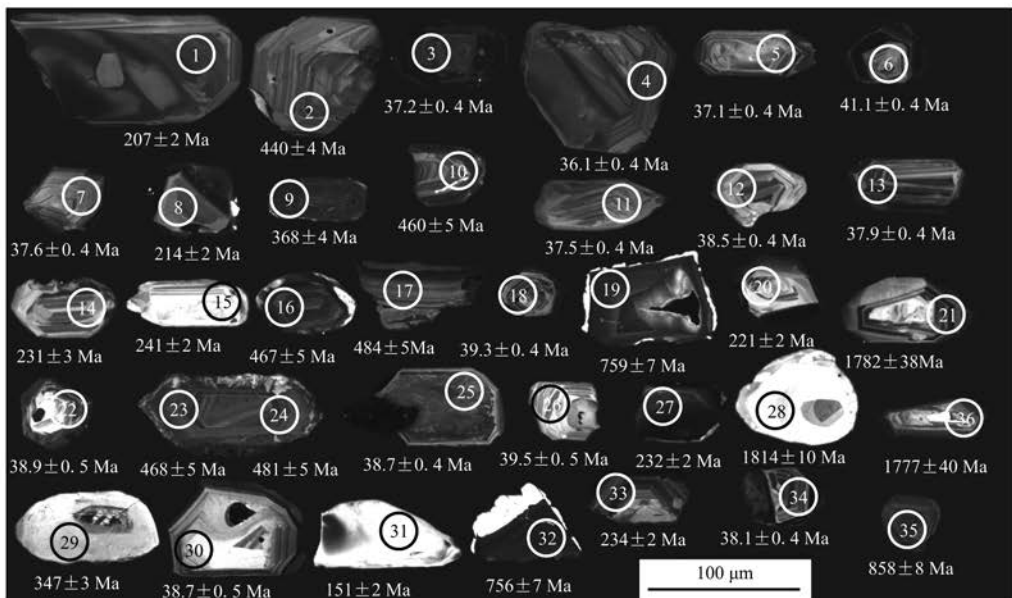 1 2 3 4 5 6
207±2 Ma 440±4 Ma 37.2±0.4 Ma 36.1±0.4 Ma 37.1±0.4 Ma 41.1±0.4 Ma
7 8 9 10 11 12 13
37.6±0.4 Ma 214±2 Ma 368±4 Ma 460±5 Ma 37.5±0.4 Ma 38.5±0.4 Ma 37.9±0.4 Ma
14 15 16 17 18 19 20 21
231±3 Ma 241±2 Ma 467±5 Ma 484±5Ma 39.3±0.4 Ma 759±7 Ma 221±2 Ma 1782±38Ma
22 23 24 25 26 27 28 36
38.9±0.5 Ma 468±5 Ma 481±5 Ma 38.7±0.4 Ma 39.5±0.5 Ma 232±2 Ma 1814±10 Ma 1777±40 Ma
29 30 31 32 33 34 35
347±3 Ma 38.7±0.5 Ma 151±2 Ma 756±7 Ma 234±2 Ma 38.1±0.4 Ma 858±8 Ma
100 μm